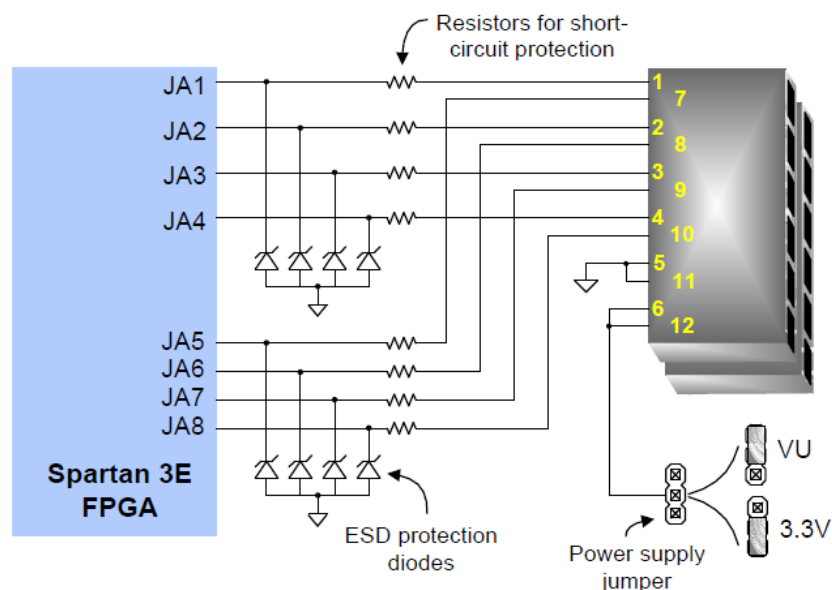 Resistors for short-
circuit protection
JA1
JA2
JA3
JA4
JA5
JA6
JA7
JA8
Spartan 3E
FPGA
1
7
2
8
3
9
4
10
5
11
6
12
ESD protection
diodes
Power supply
jumper
VU
3.3V